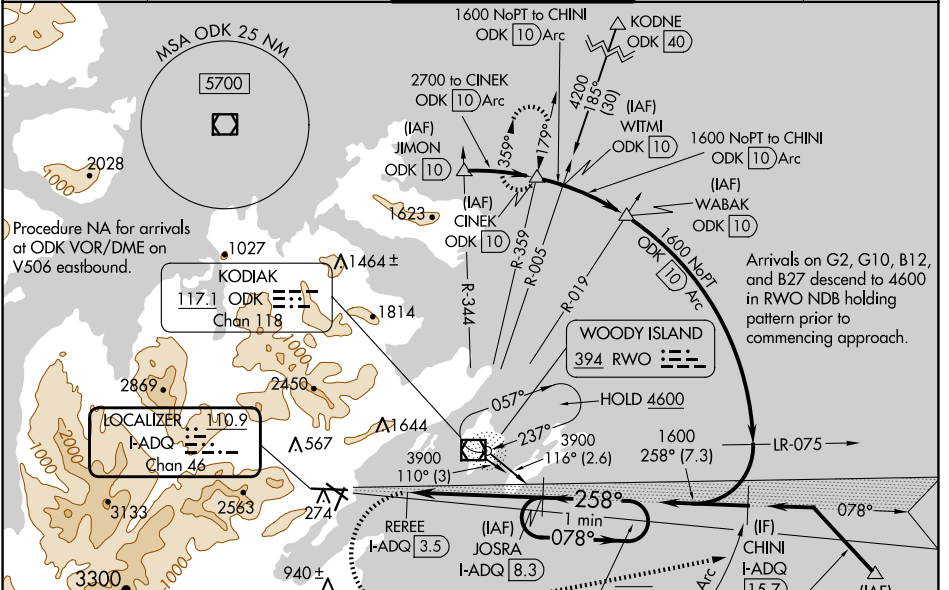 MSA ODK 25 NM
5700
1600 NoPT to CHINI
ODK 10 Arc
KODNE
ODK 40
2700 to CINEK
ODK 10 Arc
4200
185°
(30)
(IAF)
JIMON
ODK 10
359°
179°
(IAF)
WITMI
ODK 10
1600 NoPT to CHINI
ODK 10 Arc
(IAF)
WABAK
ODK 10
(IAF)
CINEK
ODK 10
2028
1000
1623
Procedure NA for arrivals
at ODK VOR/DME on
V506 eastbound.
1027
1464 ±
R-359
R-005
R-019
R-344
1600 NoPT
ODK 10 Arc
Arrivals on G2, G10, B12,
and B27 descend to 4600
in RWO NDB holding
pattern prior to
commencing approach.
KODIAK
117.1 ODK
Chan 118
1814
1000
WOODY ISLAND
394 RWO
2869
2450
057°
HOLD 4600
LOCALIZER 110.9
I-ADQ
Chan 46
2000
1000
567
1644
237°
3900
110° (3)
3900
116° (2.6)
1600
258° (7.3)
LR-075
3133
2563
274
258°
1 min
078°
078°
REREE
I-ADQ 3.5
(IAF)
JOSRA
I-ADQ 8.3
(IF)
CHINI
I-ADQ
15.7
Arc
(IAF)
3300
1000
940 ±